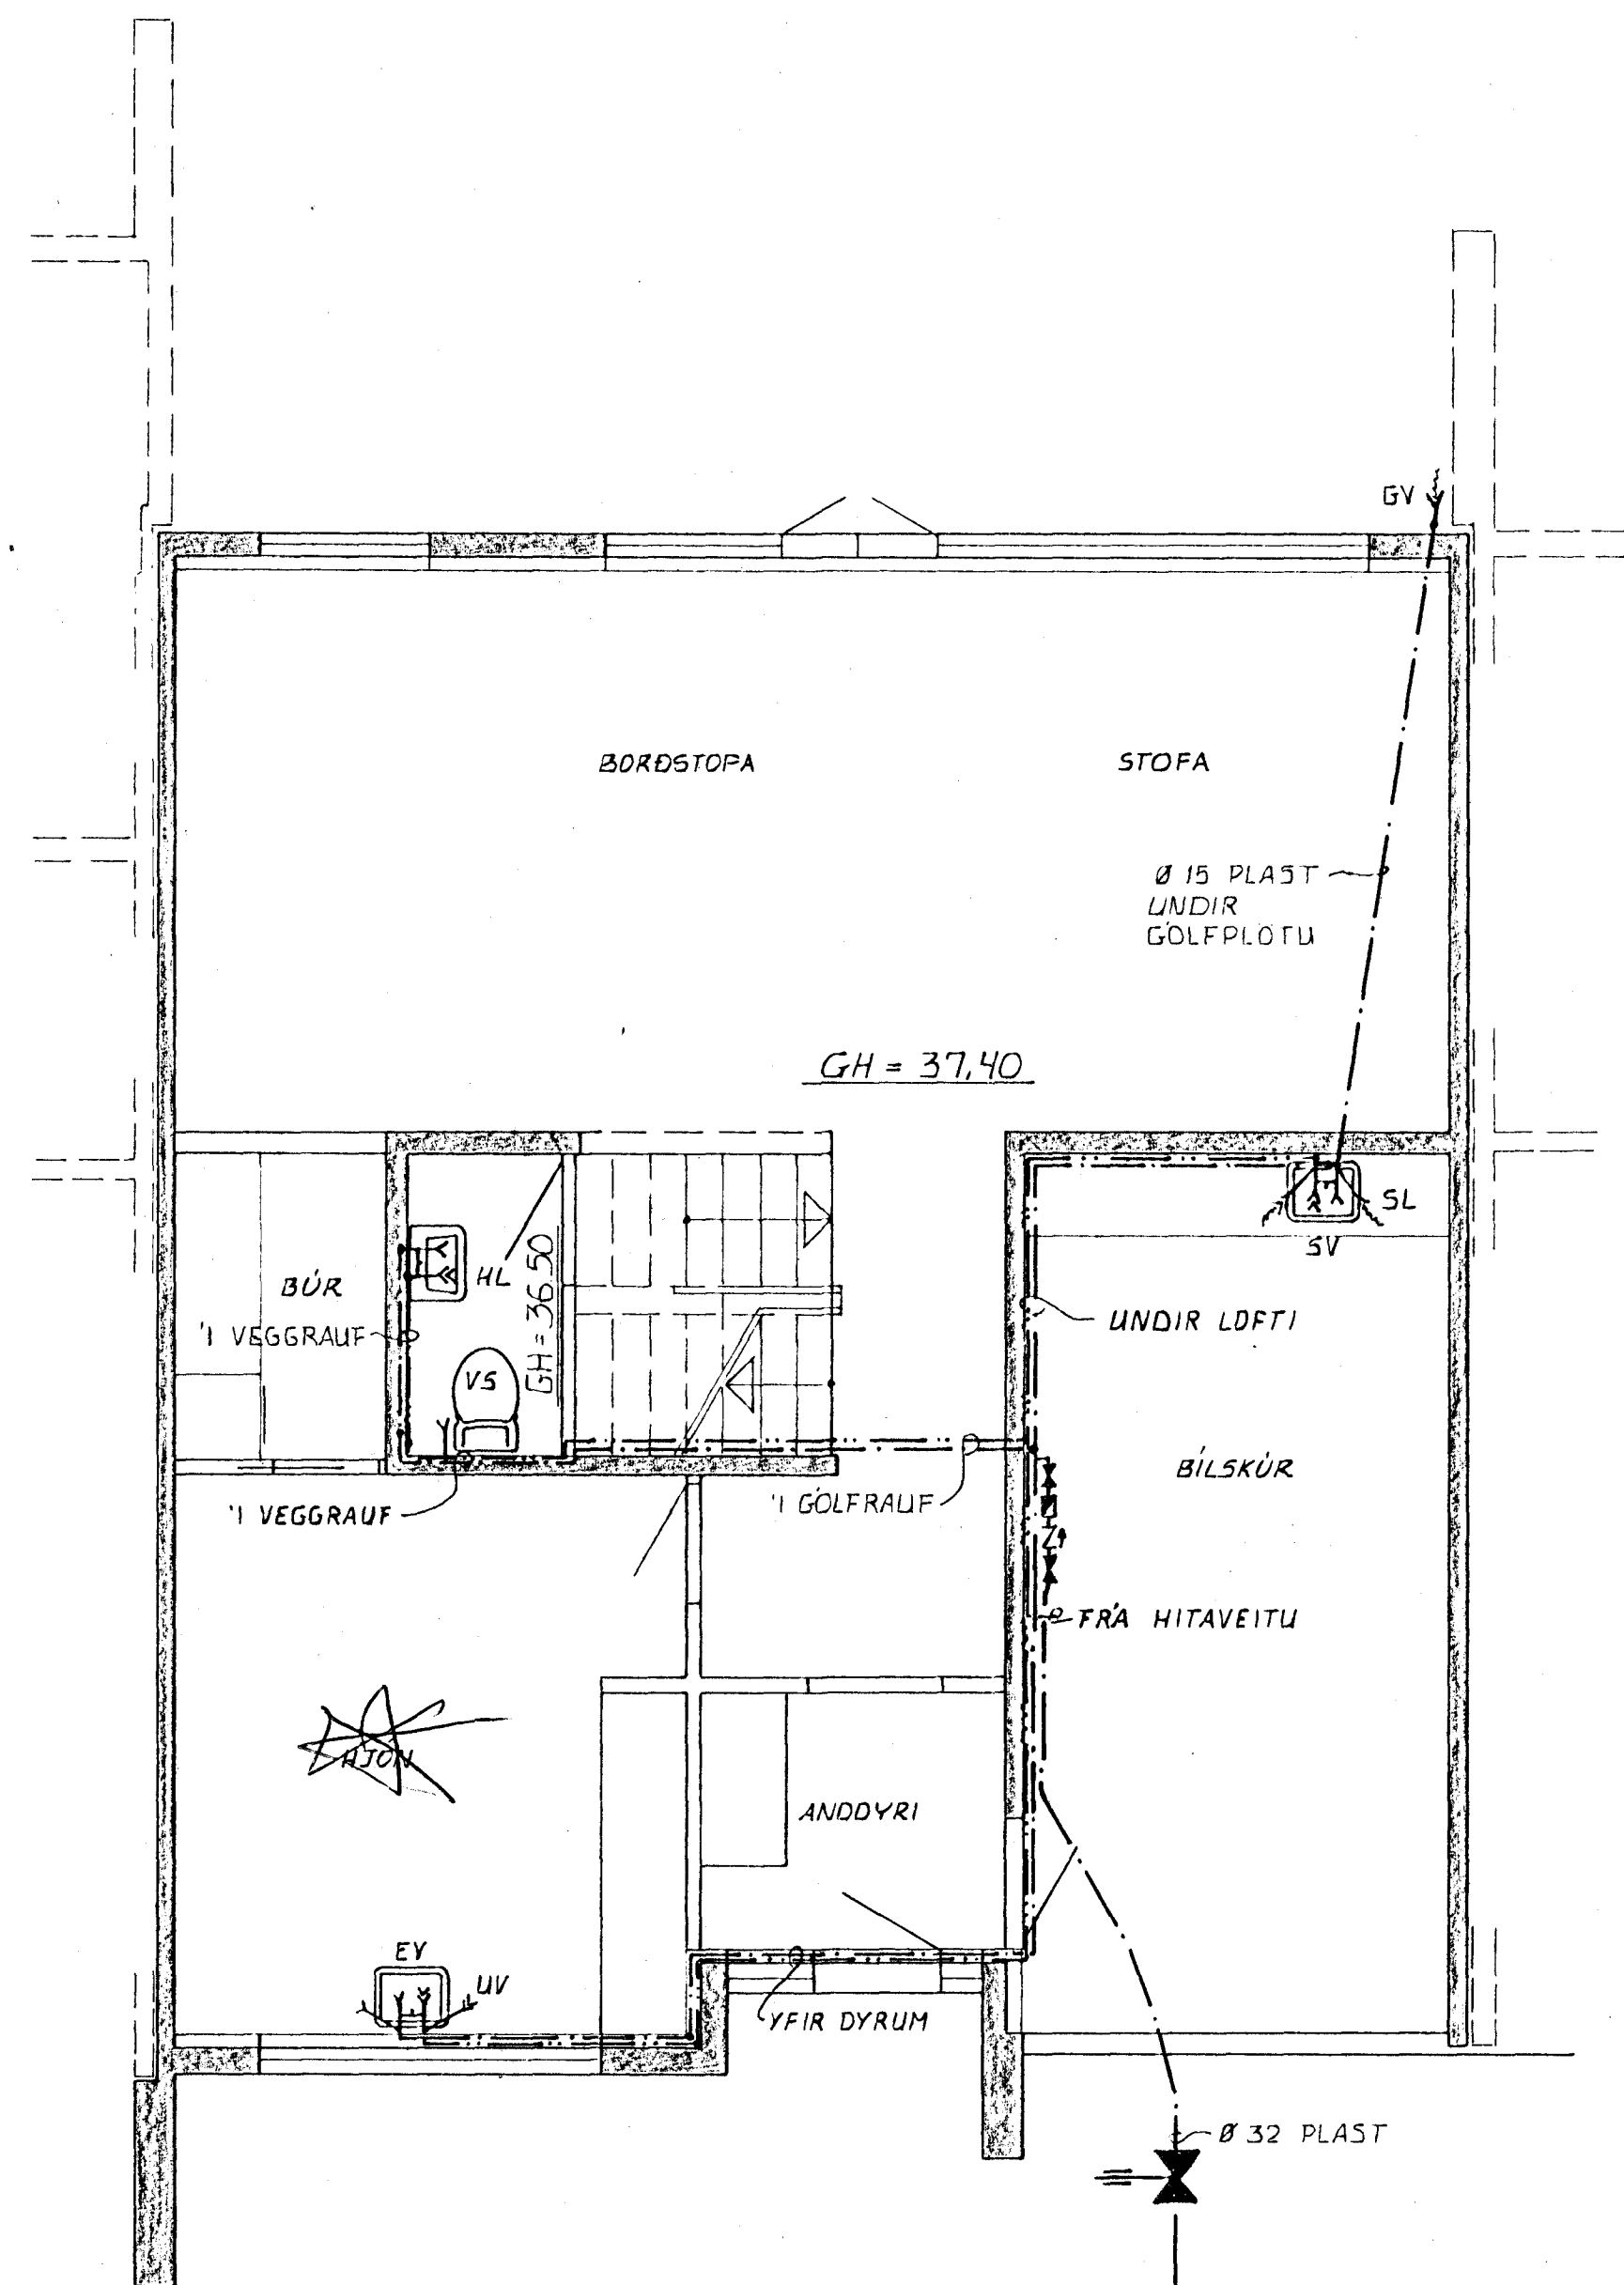 GV
BORÐSTOFA
STOFA
Ø 15 PLAST
UNDIR
GÓLFPLÖTU
GH = 37,40
SL
SV
BÚR
HL
GH = 36.50
UNDIR LOFTI
Í VEGGRAUF
VS
BÍLSKÚR
Í VEGGRAUF
Í GÓLFRAUF
FRÁ HITAVEITU
ANDDYRI
EV
UV
YFIR DYRUM
Ø 32 PLAST